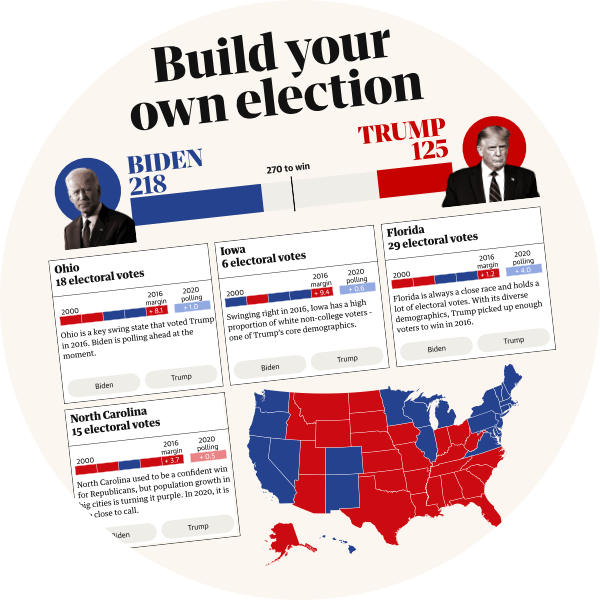 Build your
own election
BIDEN
218
270 to win
TRUMP
125
Ohio
18 electoral votes
2000
2016
margin
+ 8.1
2020
polling
+ 1.0
Ohio is a key swing state that voted Trump
in 2016. Biden is polling ahead at the
moment.
Biden
Trump
Iowa
6 electoral votes
2000
2016
margin
+ 9.4
2020
polling
+ 0.6
Swinging right in 2016, Iowa has a high
proportion of white non-college voters -
one of Trump's core demographics.
Biden
Trump
Florida
29 electoral votes
2000
2016
margin
+ 1.2
2020
polling
+ 4.0
Florida is always a close race and holds a
lot of electoral votes. With its diverse
demographics, Trump picked up enough
voters to win in 2016.
Biden
Trump
North Carolina
15 electoral votes
2000
2016
margin
+ 3.7
2020
polling
+ 0.5
North Carolina used to be a confident win
for Republicans, but population growth in
big cities is turning it purple. In 2020, it is
close to call.
Biden
Trump